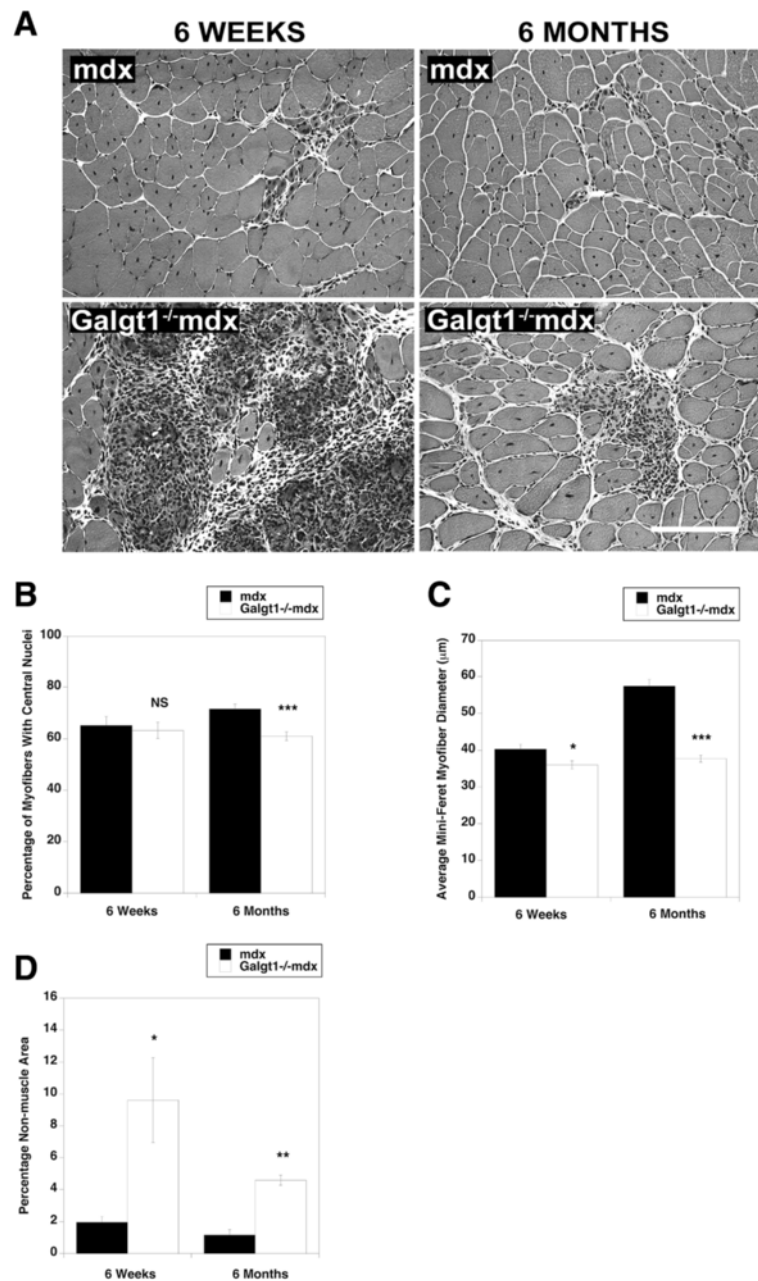 A
6 WEEKS
6 MONTHS
mdx
mdx
Galgt1-/-mdx
Galgt1-/-mdx
B
mdx
Galgt1-/-mdx
Percentage of Myofibers With Central Nuclei
100
80
60
40
20
0
NS
***
6 Weeks
6 Months
C
mdx
Galgt1-/-mdx
Average Mini-Feret Myofiber Diameter (μm)
70
60
50
40
30
20
10
0
*
***
6 Weeks
6 Months
D
mdx
Galgt1-/-mdx
Percentage Non-muscle Area
16
14
12
10
8
6
4
2
0
*
**
6 Weeks
6 Months